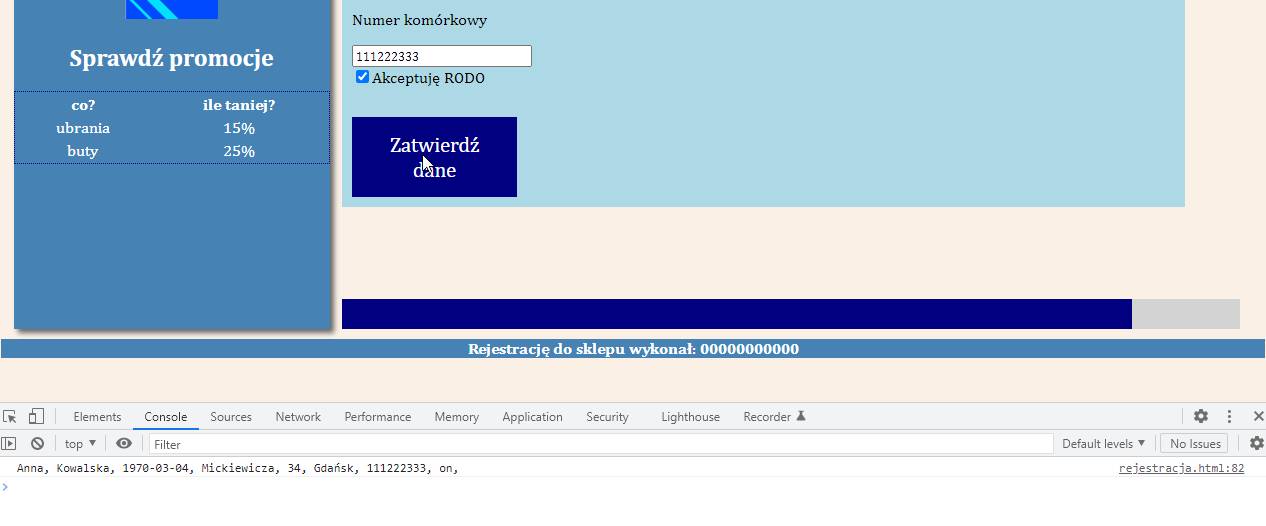 Numer komórkowy
111222333
Akceptuję RODO
Zatwierdź
dane
Sprawdź promocje
co? ile taniej?
ubrania 15%
buty 25%
Rejestrację do sklepu wykonał: 00000000000
Elements Console Sources Network Performance Memory Application Security Lighthouse Recorder
top Filter Default levels No Issues
Anna, Kowalska, 1970-03-04, Mickiewicza, 34, Gdańsk, 111222333, on, rejestracja.html:82